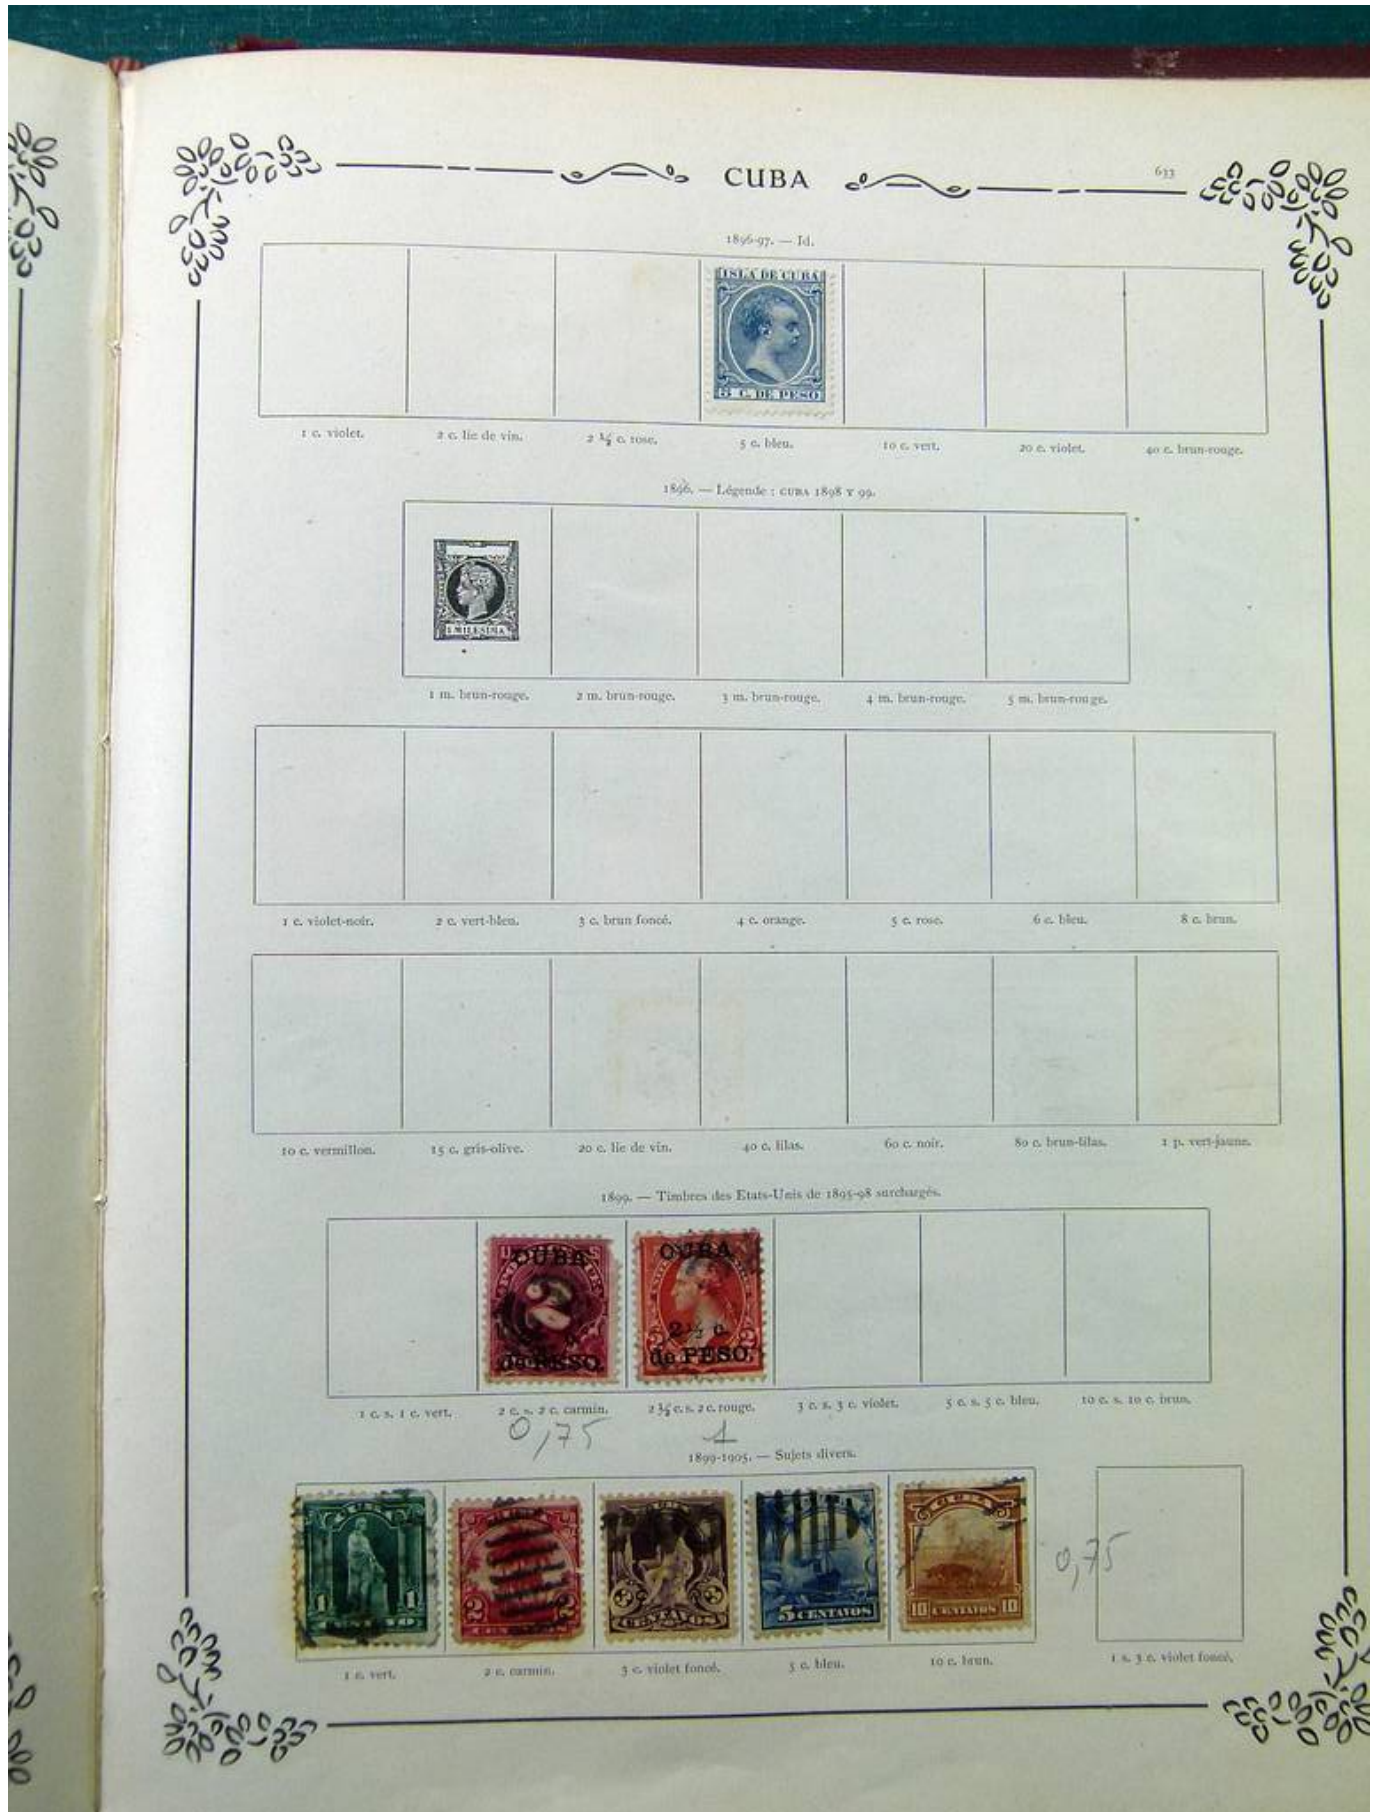 CUBA
633
1896-97. — Id.
ISLA DE CUBA
5 C. DE PESO
1 c. violet. 2 c. lie de vin. 2 ½ c. rose. 5 c. bleu. 10 c. vert. 20 c. violet. 40 c. brun-rouge.
1896. — Légende : CUBA 1898 Y 99.
1 MILESIMA
1 m. brun-rouge. 2 m. brun-rouge. 3 m. brun-rouge. 4 m. brun-rouge. 5 m. brun-rouge.
1 c. violet-noir. 2 c. vert-bleu. 3 c. brun foncé. 4 c. orange. 5 c. rose. 6 c. bleu. 8 c. brun.
10 c. vermillon. 15 c. gris-olive. 20 c. lie de vin. 40 c. lilas. 60 c. noir. 80 c. brun-lilas. 1 p. vert-jaune.
1899. — Timbres des Etats-Unis de 1895-98 surchargés.
CUBA CUBA
2½ c.
de PESO. de PESO
1 c. s. 1 c. vert. 2 c. s. 2 c. carmin. 2 ½ c. s. 2 c. rouge. 3 c. s. 3 c. violet. 5 c. s. 5 c. bleu. 10 c. s. 10 c. brun.
0,75 1
1899-1905. — Sujets divers.
CUBA
0,75
1 1 2 2 3 3 CENTAVOS 5 CENTAVOS 10 CENTAVOS 10
1 c. vert. 2 c. carmin. 3 c. violet foncé. 5 c. bleu. 10 c. brun. 1 s. 3 c. violet foncé.